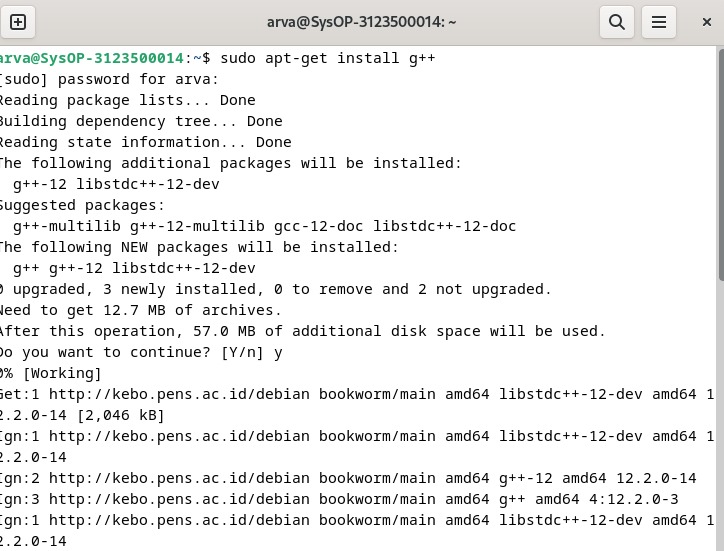 arva@SysOP-3123500014: ~
arva@SysOP-3123500014:~$ sudo apt-get install g++
[sudo] password for arva:
Reading package lists... Done
Building dependency tree... Done
Reading state information... Done
The following additional packages will be installed:
g++-12 libstdc++-12-dev
Suggested packages:
g++-multilib g++-12-multilib gcc-12-doc libstdc++-12-doc
The following NEW packages will be installed:
g++ g++-12 libstdc++-12-dev
0 upgraded, 3 newly installed, 0 to remove and 2 not upgraded.
Need to get 12.7 MB of archives.
After this operation, 57.0 MB of additional disk space will be used.
Do you want to continue? [Y/n] y
0% [Working]
Get:1 http://kebo.pens.ac.id/debian bookworm/main amd64 libstdc++-12-dev amd64 1
2.2.0-14 [2,046 kB]
Ign:1 http://kebo.pens.ac.id/debian bookworm/main amd64 libstdc++-12-dev amd64 1
2.2.0-14
Ign:2 http://kebo.pens.ac.id/debian bookworm/main amd64 g++-12 amd64 12.2.0-14
Ign:3 http://kebo.pens.ac.id/debian bookworm/main amd64 g++ amd64 4:12.2.0-3
Ign:1 http://kebo.pens.ac.id/debian bookworm/main amd64 libstdc++-12-dev amd64 1
2.2.0-14